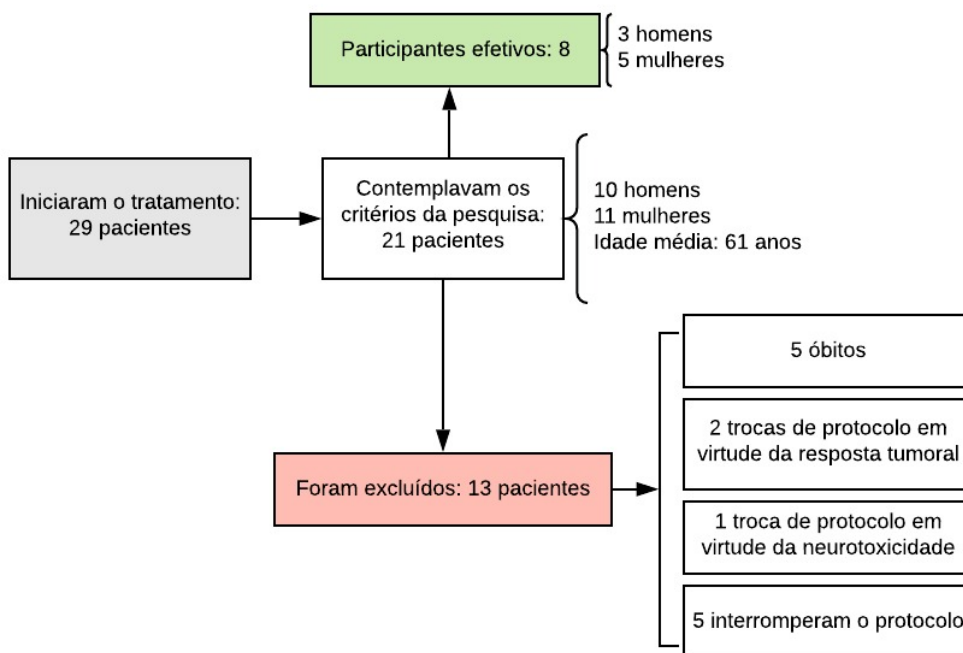 Participantes efetivos: 8
3 homens
5 mulheres
Iniciaram o tratamento:
29 pacientes
Contemplavam os
critérios da pesquisa:
21 pacientes
10 homens
11 mulheres
Idade média: 61 anos
Foram excluídos: 13 pacientes
5 óbitos
2 trocas de protocolo em
virtude da resposta tumoral
1 troca de protocolo em
virtude da neurotoxicidade
5 interromperam o protocolo